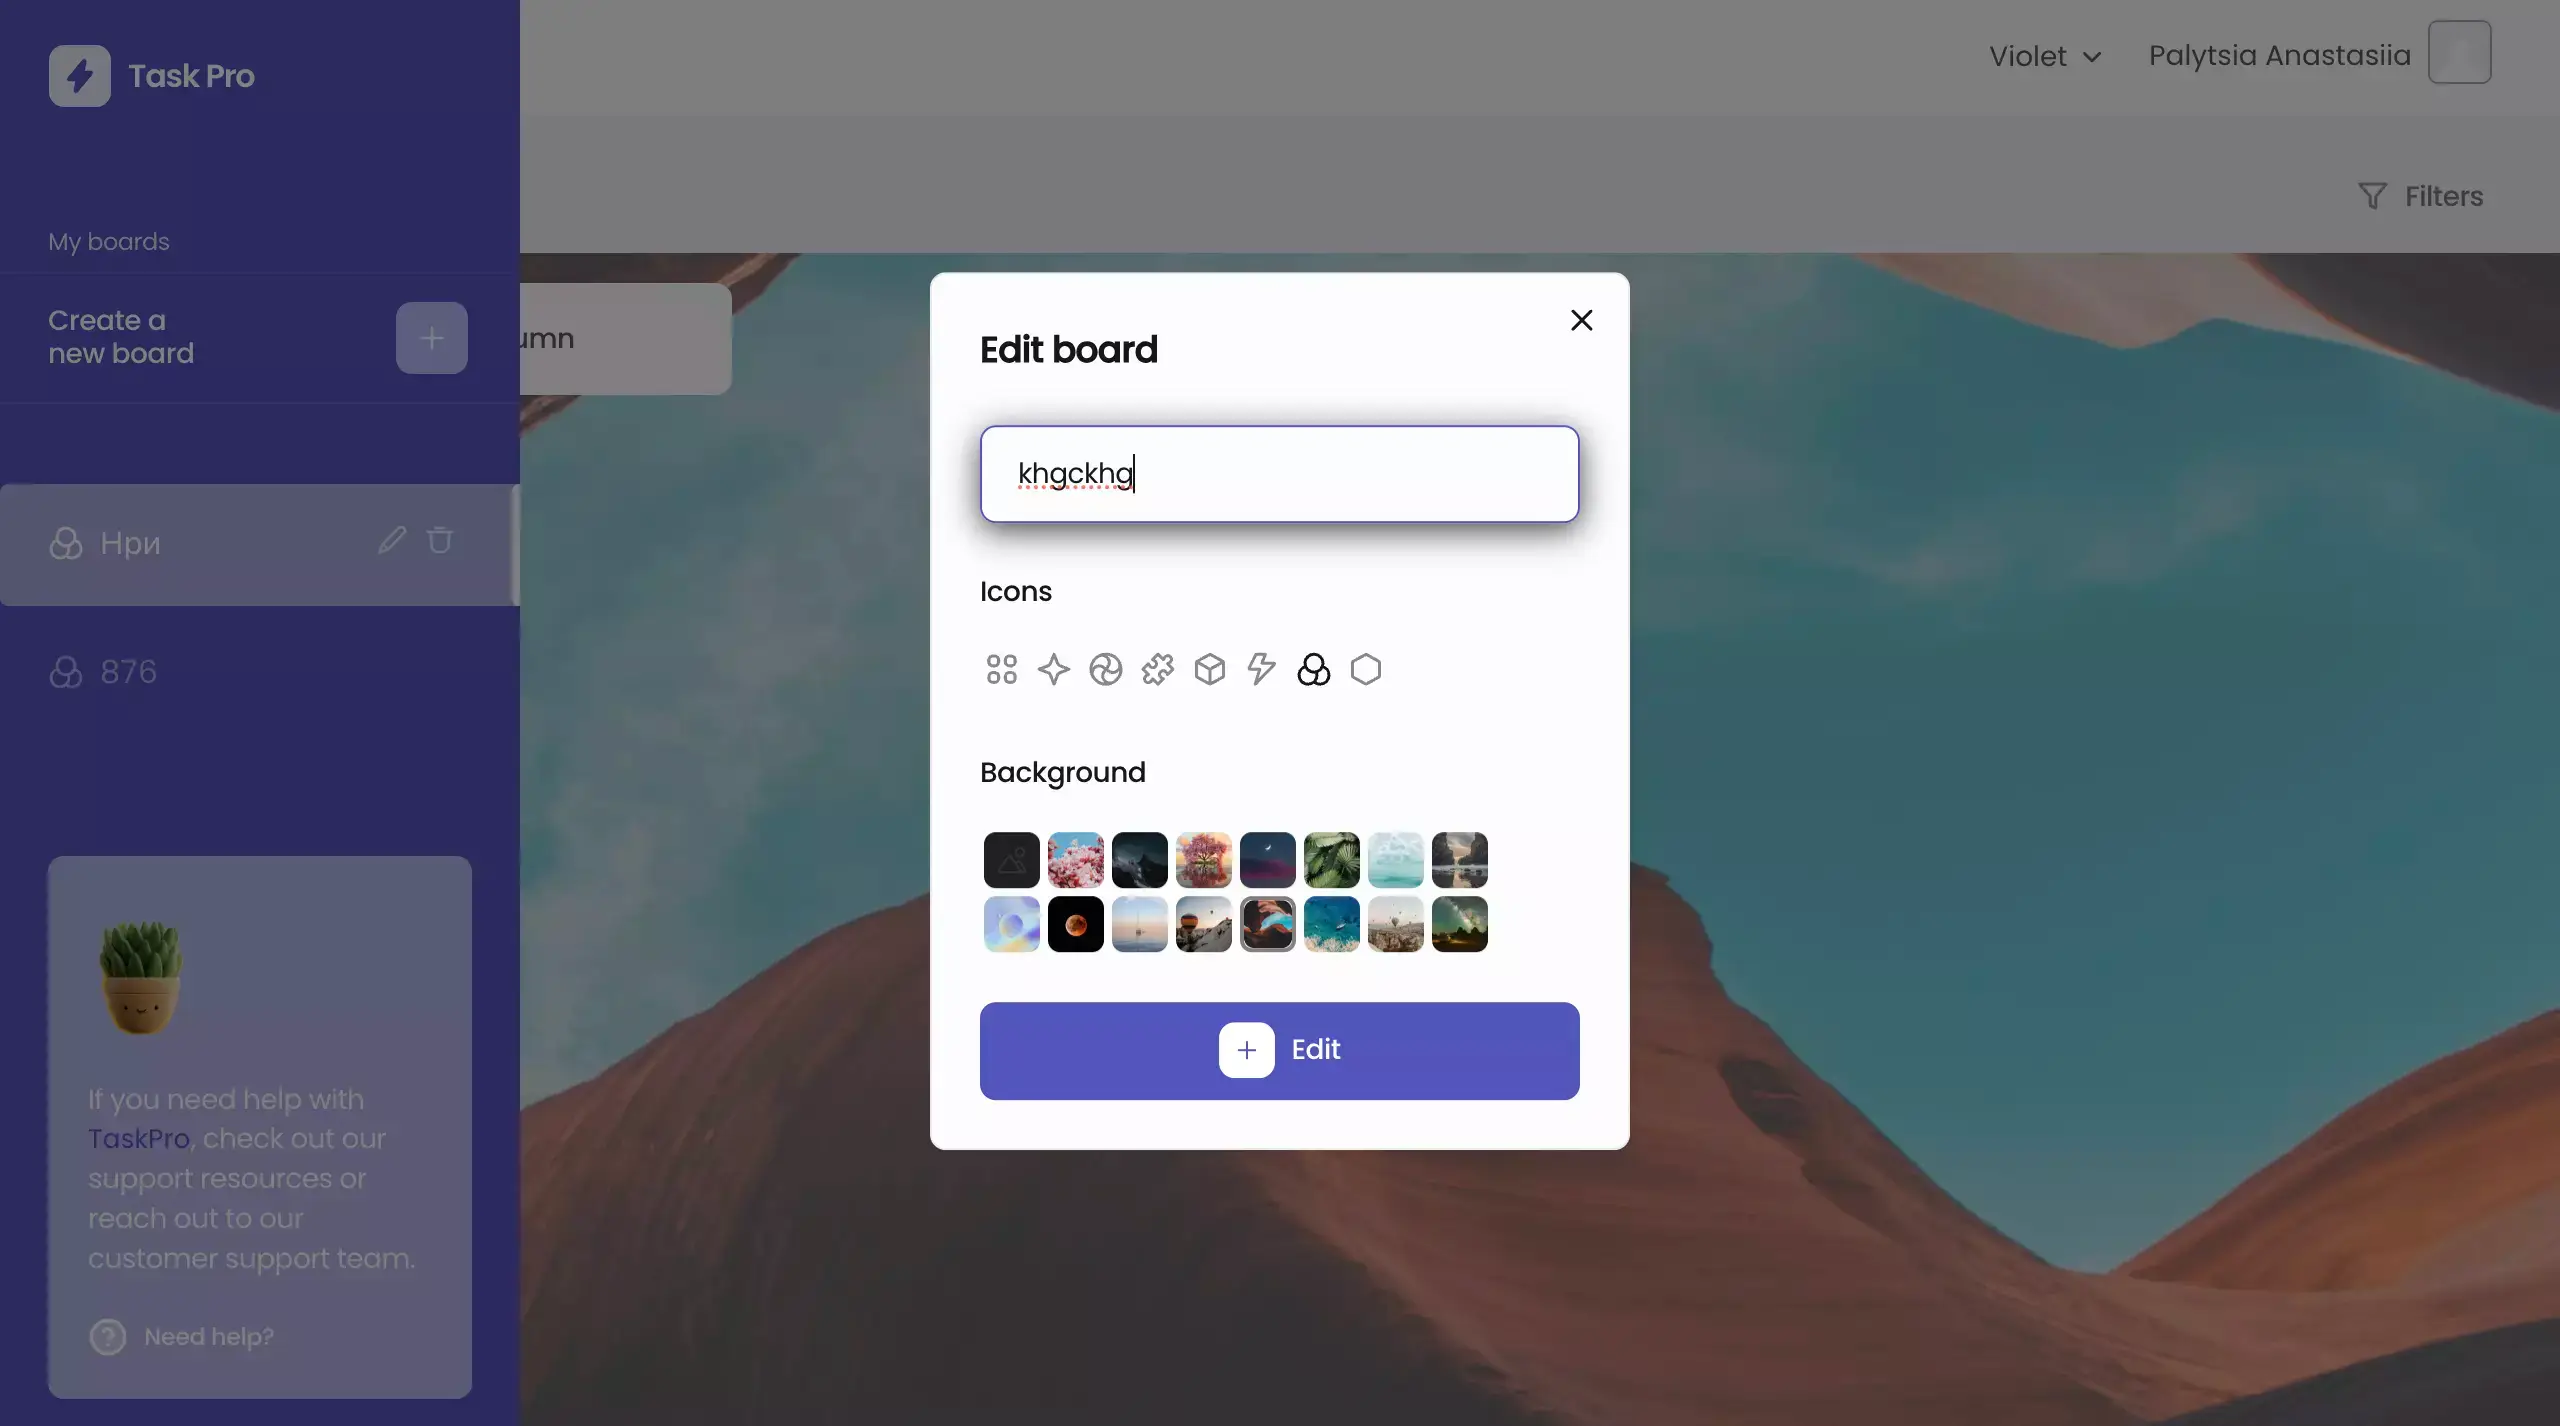 Task Pro
Violet
Palytsia Anastasiia
Filters
My boards
Create a
new board
umn
Нри
876
If you need help with
TaskPro, check out our
support resources or
reach out to our
customer support team.
Need help?
Edit board
khgckhg
Icons
Background
Edit